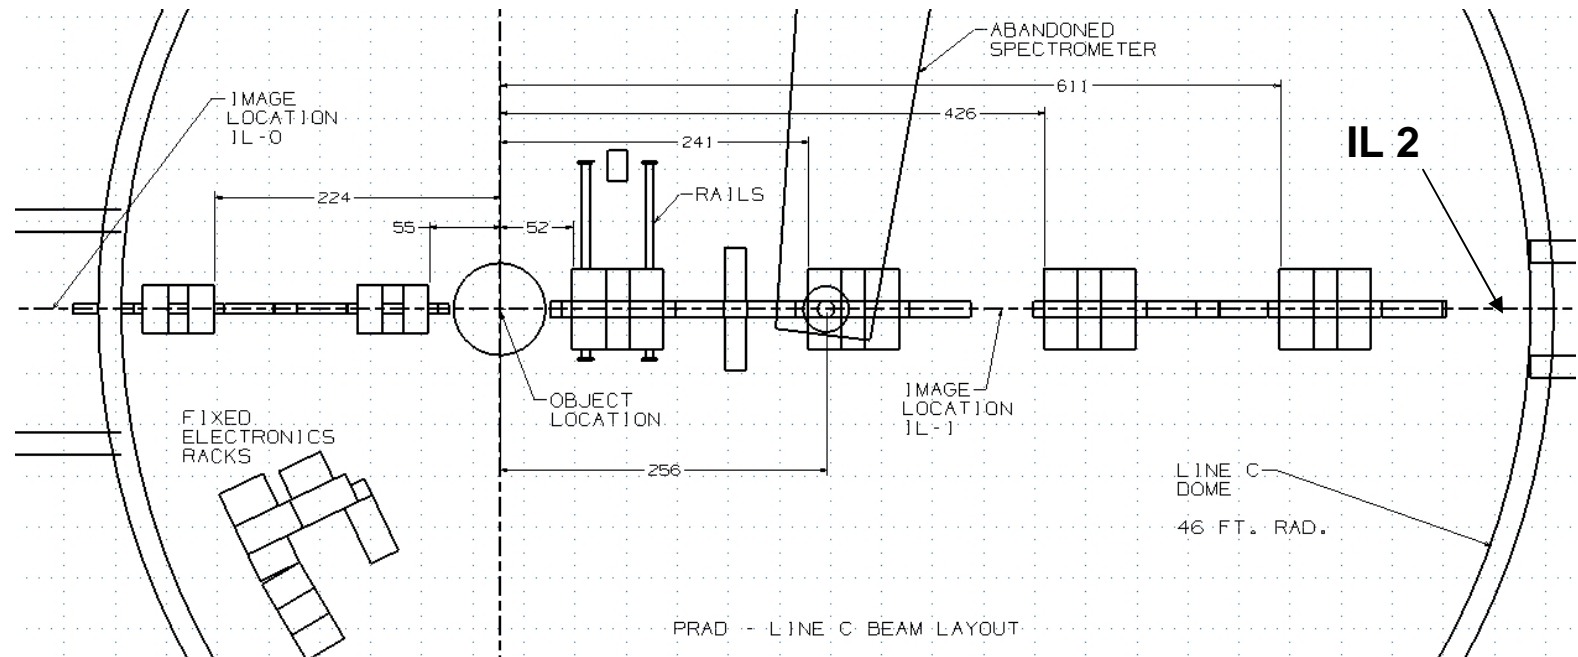 ABANDONED
SPECTROMETER
611
IMAGE
LOCATION
IL-0
426
IL 2
241
224
RAILS
55
52
IMAGE
LOCATION
IL-1
OBJECT
LOCATION
FIXED
ELECTRONICS
RACKS
256
LINE C
DOME
46 FT. RAD.
PRAD - LINE C BEAM LAYOUT